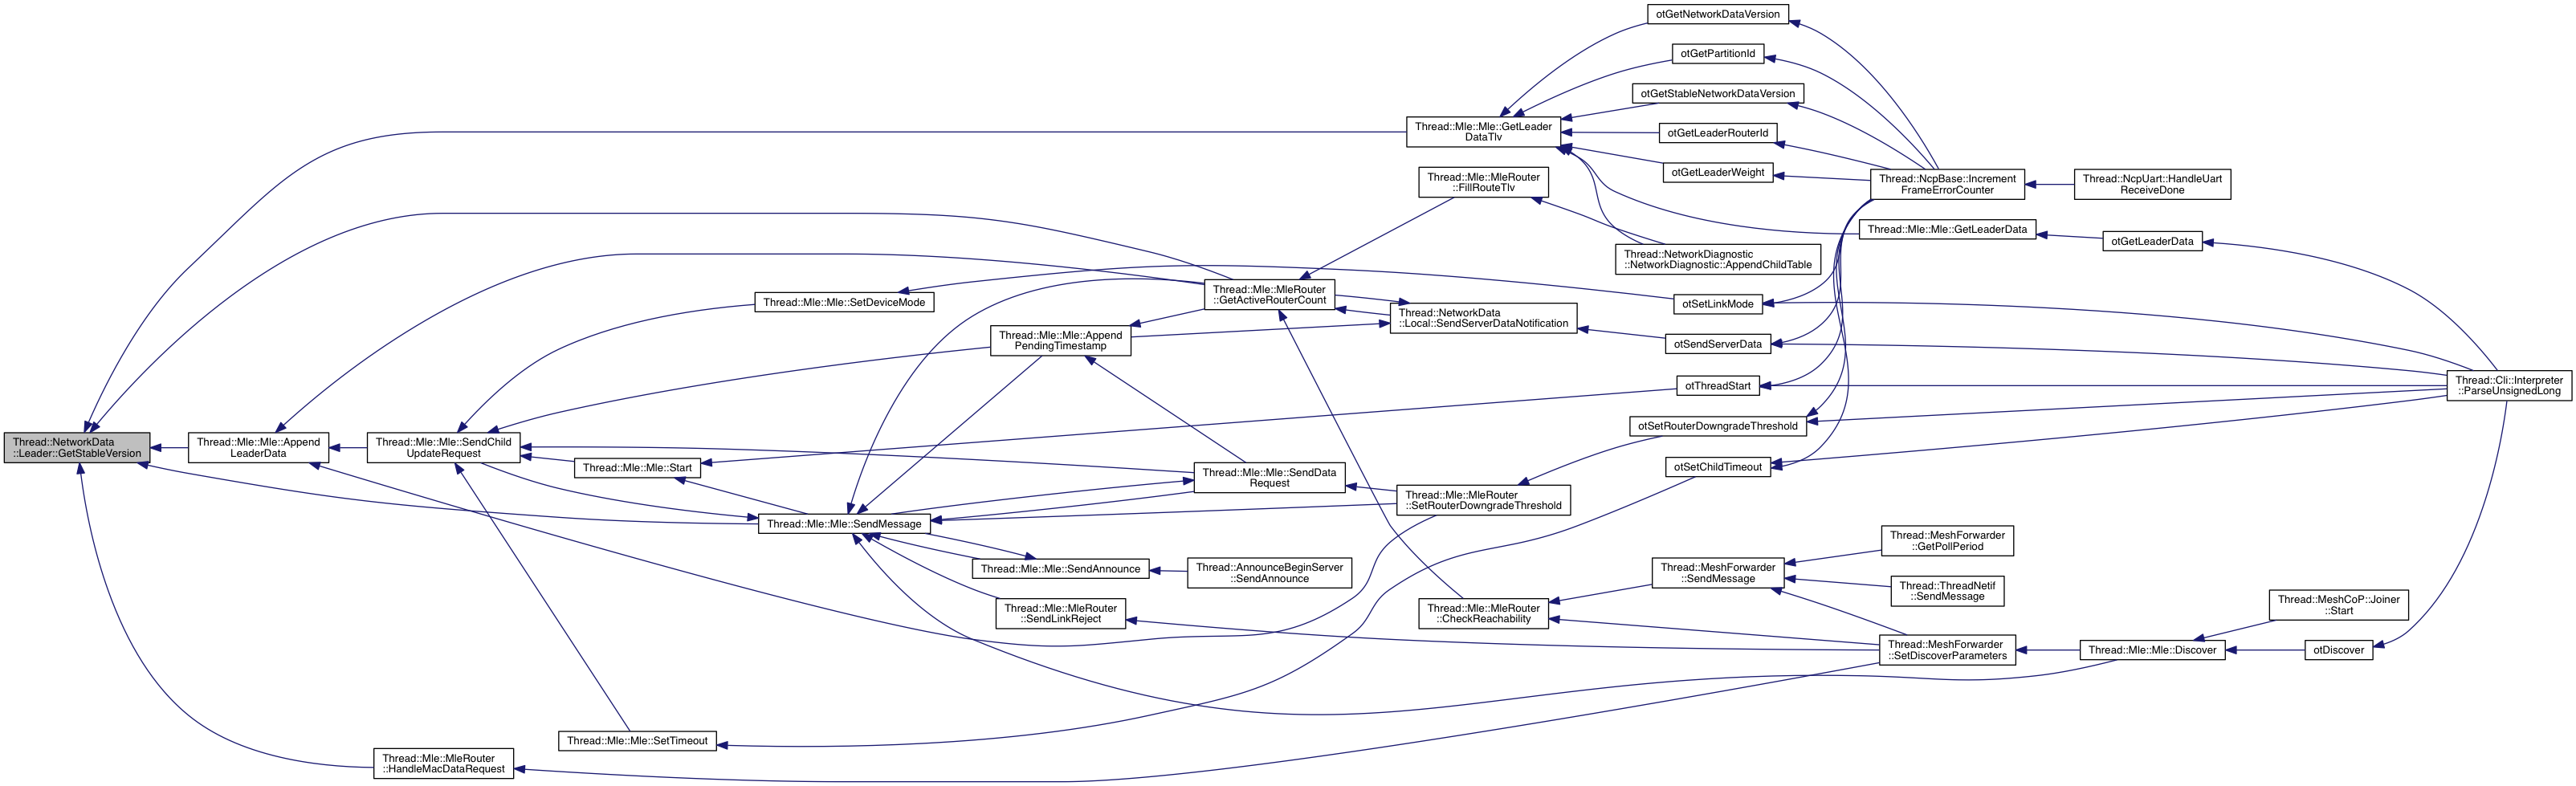 otGetNetworkDataVersion
otGetPartitionId
otGetStableNetworkDataVersion
Thread::Mle::Mle::GetLeader
DataTlv
otGetLeaderRouterId
otGetLeaderWeight
Thread::Mle::MleRouter
::FillRouteTlv
Thread::NcpBase::Increment
FrameErrorCounter
Thread::NcpUart::HandleUart
ReceiveDone
Thread::Mle::Mle::GetLeaderData
otGetLeaderData
Thread::NetworkDiagnostic
::NetworkDiagnostic::AppendChildTable
Thread::Mle::MleRouter
::GetActiveRouterCount
Thread::Mle::Mle::SetDeviceMode
otSetLinkMode
Thread::NetworkData
::Local::SendServerDataNotification
Thread::Mle::Mle::Append
PendingTimestamp
otSendServerData
otThreadStart
Thread::Cli::Interpreter
::ParseUnsignedLong
otSetRouterDowngradeThreshold
Thread::NetworkData
::Leader::GetStableVersion
Thread::Mle::Mle::Append
LeaderData
Thread::Mle::Mle::SendChild
UpdateRequest
Thread::Mle::Mle::Start
Thread::Mle::Mle::SendData
Request
otSetChildTimeout
Thread::Mle::MleRouter
::SetRouterDowngradeThreshold
Thread::Mle::Mle::SendMessage
Thread::MeshForwarder
::GetPollPeriod
Thread::Mle::Mle::SendAnnounce
Thread::AnnounceBeginServer
::SendAnnounce
Thread::MeshForwarder
::SendMessage
Thread::ThreadNetif
::SendMessage
Thread::Mle::MleRouter
::SendLinkReject
Thread::Mle::MleRouter
::CheckReachability
Thread::MeshCoP::Joiner
::Start
Thread::MeshForwarder
::SetDiscoverParameters
Thread::Mle::Mle::Discover
otDiscover
Thread::Mle::Mle::SetTimeout
Thread::Mle::MleRouter
::HandleMacDataRequest